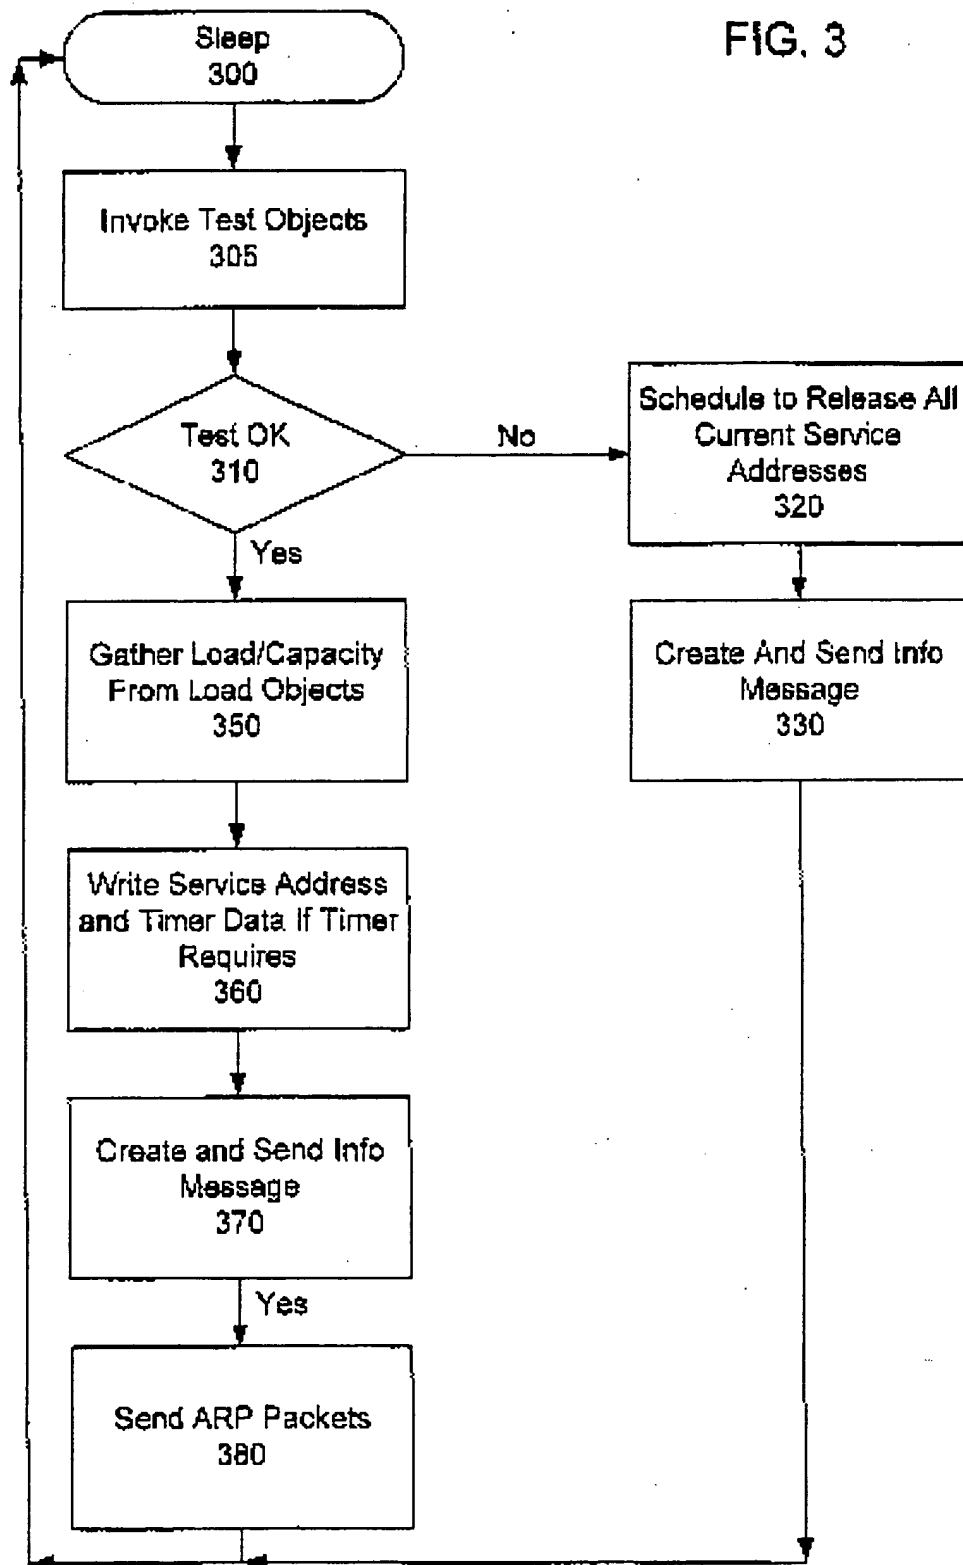 FIG. 3
Sleep
300
Invoke Test Objects
305
Test OK
310
No
Schedule to Release All
Current Service
Addresses
320
Yes
Gather Load/Capacity
From Load Objects
350
Create And Send Info
Message
330
Write Service Address
and Timer Data If Timer
Requires
360
Create and Send Info
Message
370
Yes
Send ARP Packets
380